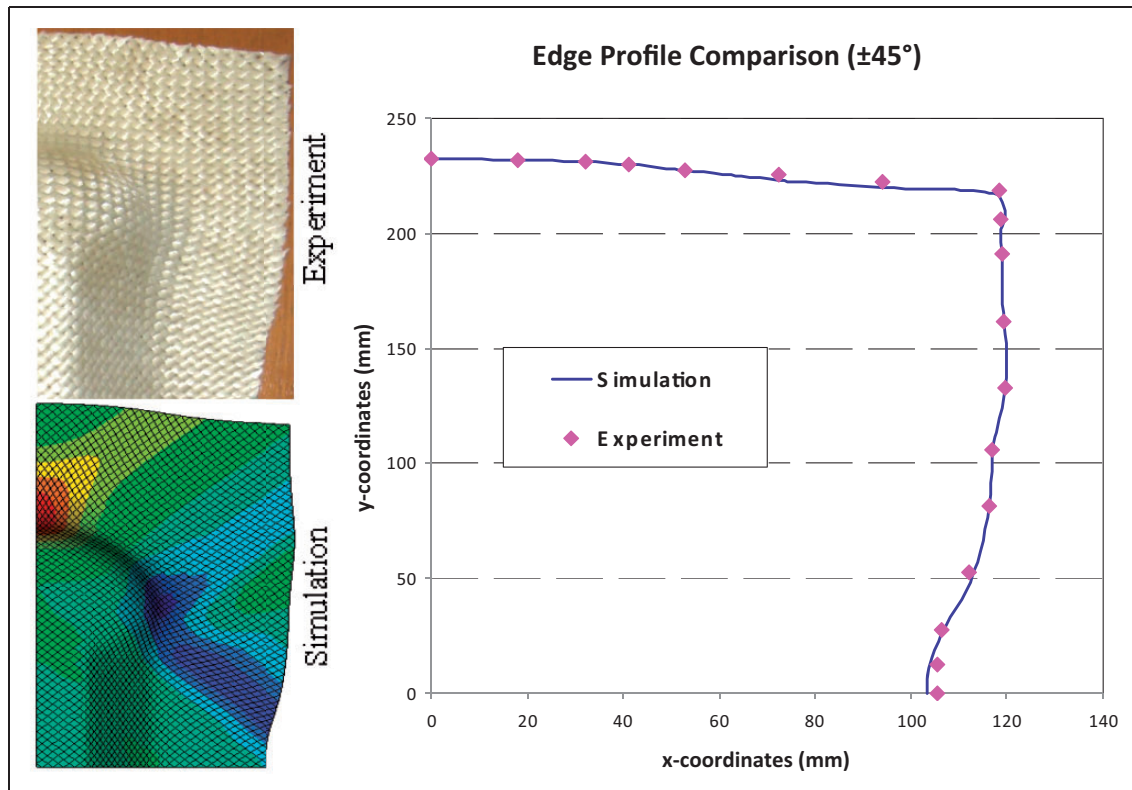 Experiment
Simulation
Edge Profile Comparison (±45°)
250
200
150
100
50
0
y-coordinates (mm)
Simulation
Experiment
0 20 40 60 80 100 120 140
x-coordinates (mm)